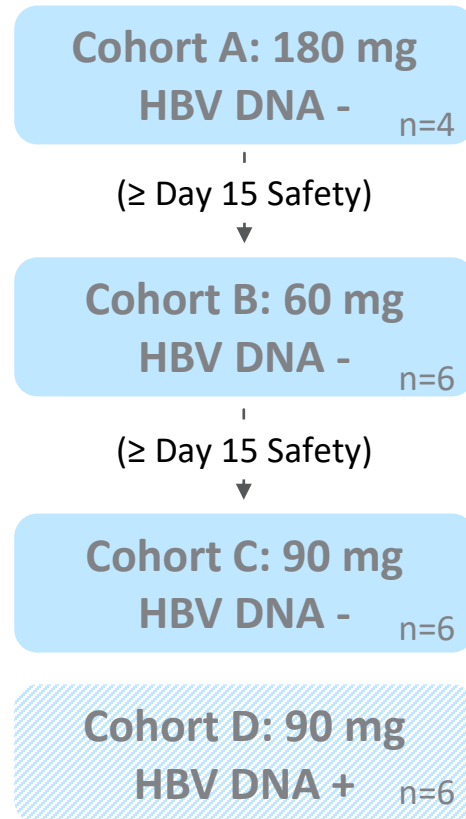 Cohort A: 180 mg
HBV DNA -
n=4
(≥ Day 15 Safety)
Cohort B: 60 mg
HBV DNA -
n=6
(≥ Day 15 Safety)
Cohort C: 90 mg
HBV DNA -
n=6
Cohort D: 90 mg
HBV DNA +
n=6